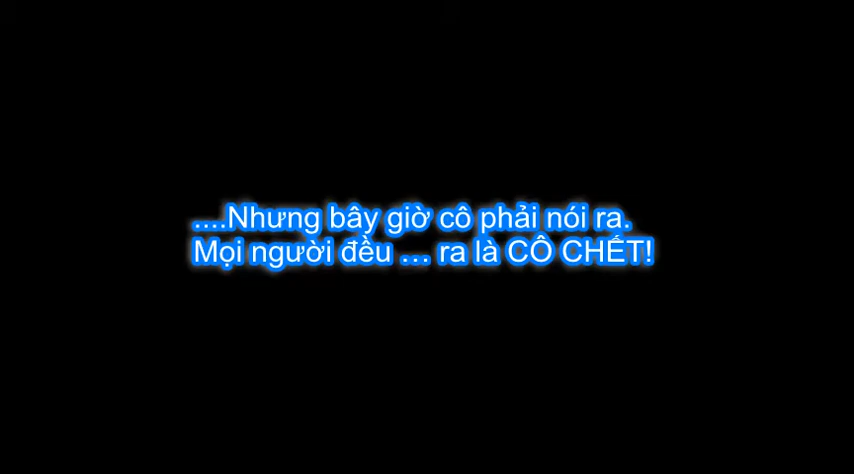 ....Nhưng bây giờ cô phải nói ra.
Mọi người đều ... ra là CÔ CHẾT!